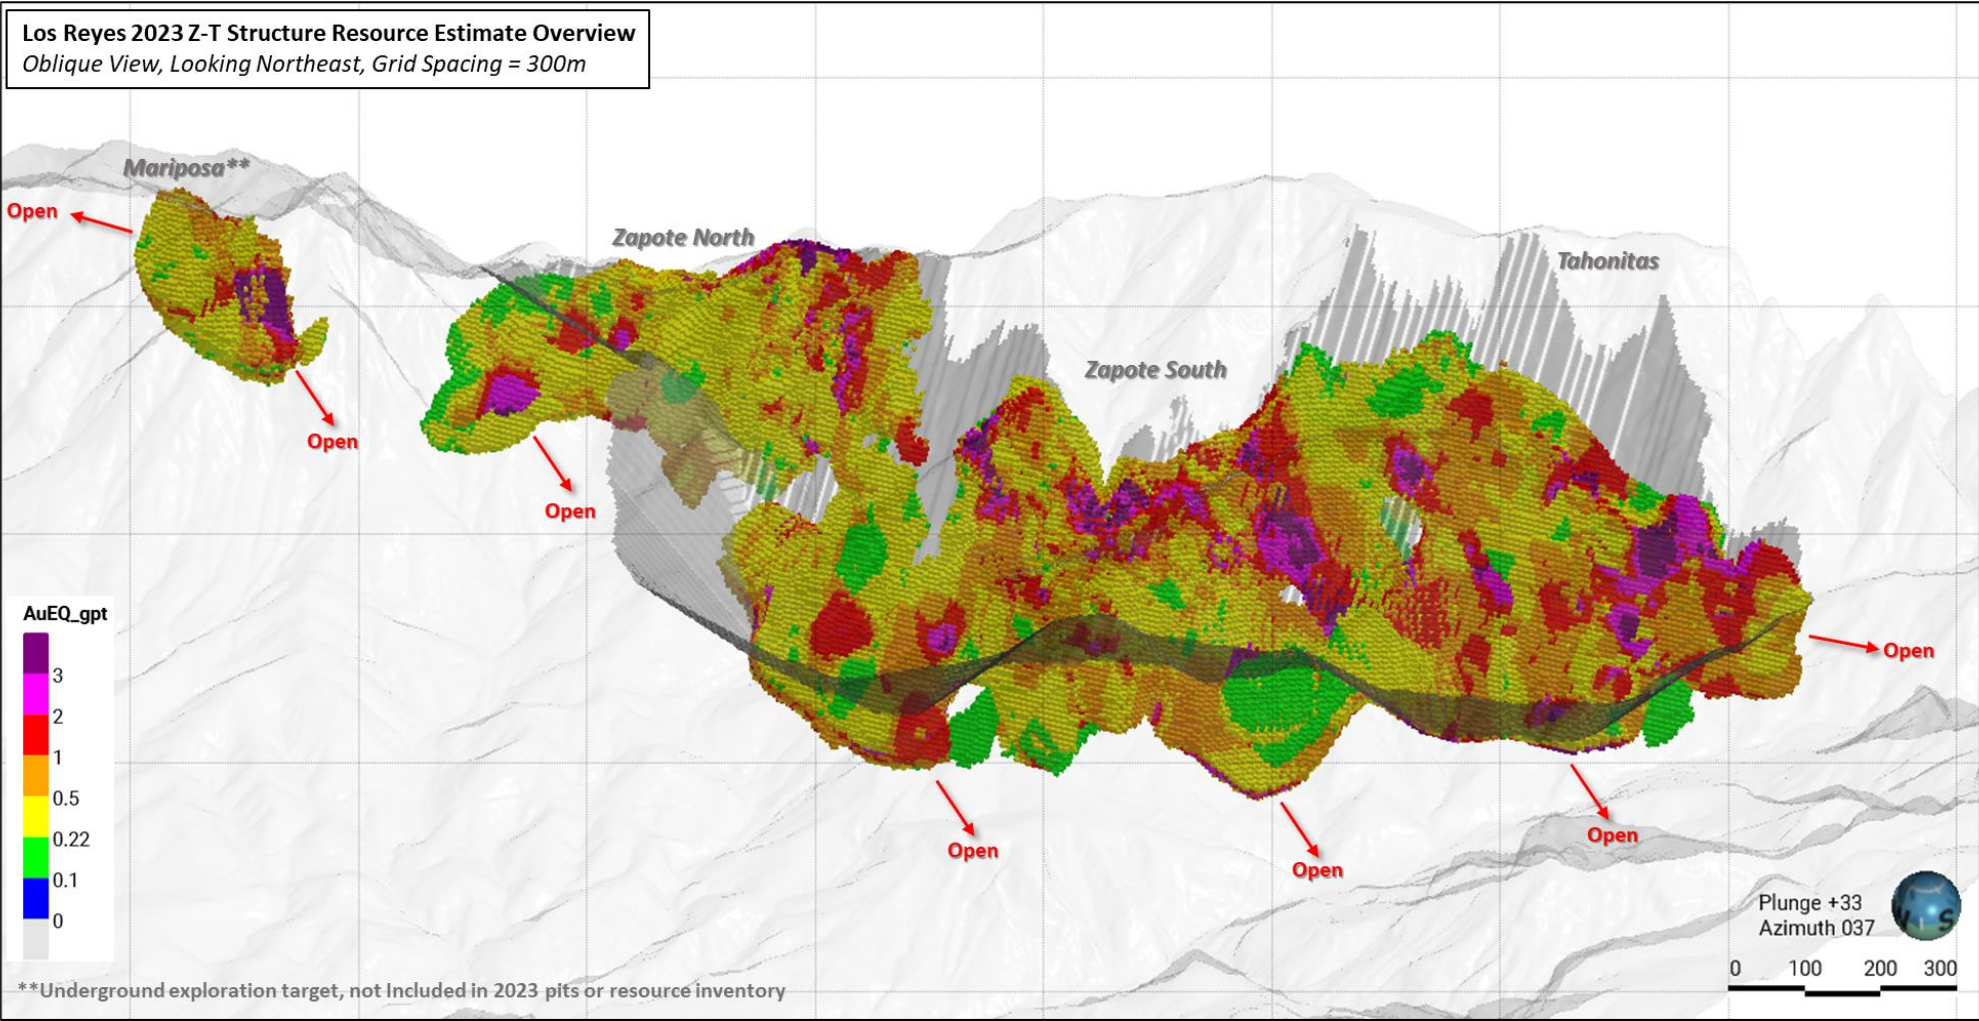 Los Reyes 2023 Z-T Structure Resource Estimate Overview
Oblique View, Looking Northeast, Grid Spacing = 300m
Mariposa**
Open
Zapote North
Tahonitas
Zapote South
Open
Open
Open
AuEQ_gpt
3
2
1
0.5
0.22
0.1
0
Open
Open
Open
Plunge +33
Azimuth 037
S
0 100 200 300
**Underground exploration target, not Included in 2023 pits or resource inventory